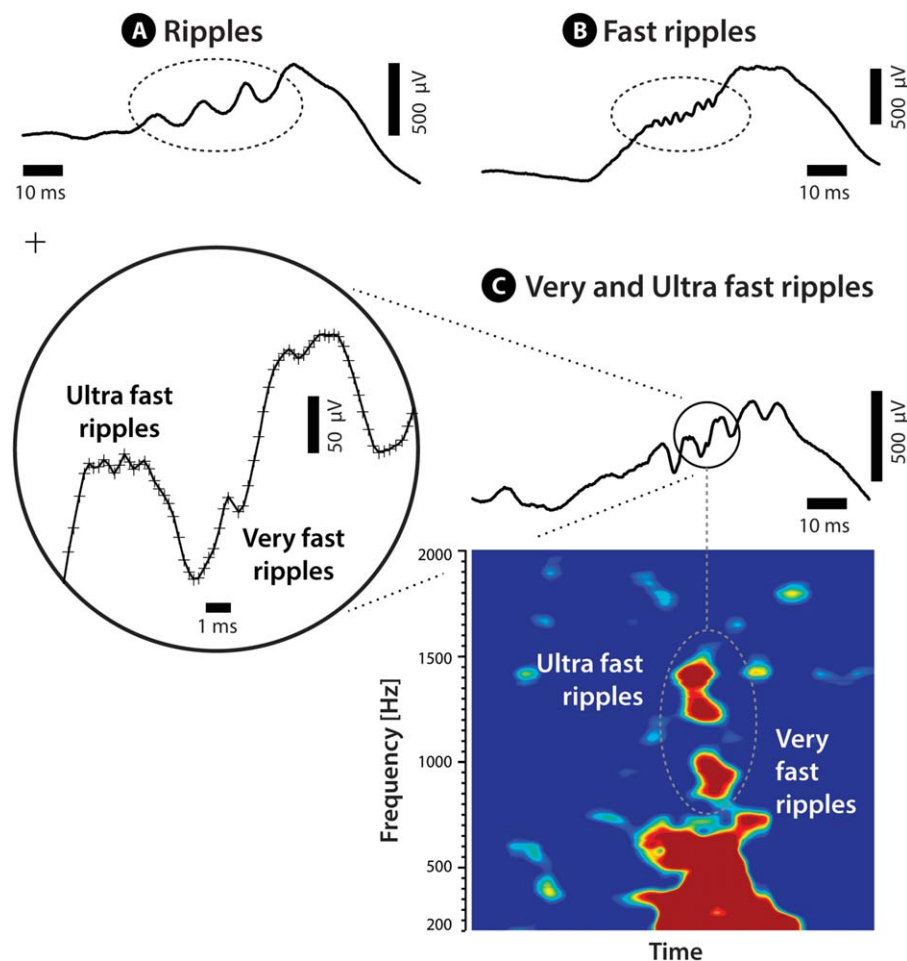 A Ripples
500 µV
10 ms
B Fast ripples
500 µV
10 ms
C Very and Ultra fast ripples
Ultra fast
ripples
50 µV
Very fast
ripples
1 ms
500 µV
10 ms
2000
1500
1000
500
200
Frequency [Hz]
Ultra fast
ripples
Very
fast
ripples
Time